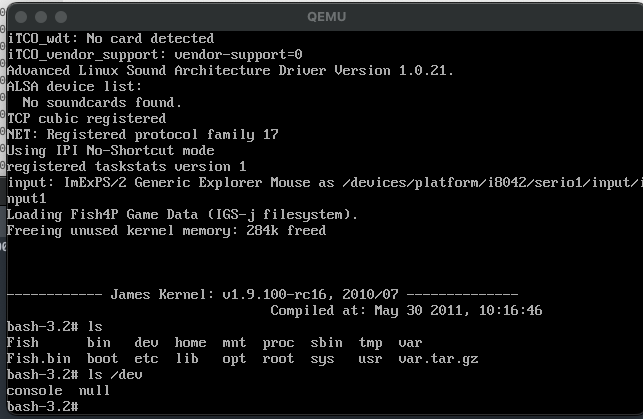 QEMU
iTCO_wdt: No card detected
iTCO_vendor_support: vendor-support=0
Advanced Linux Sound Architecture Driver Version 1.0.21.
ALSA device list:
  No soundcards found.
TCP cubic registered
NET: Registered protocol family 17
Using IPI No-Shortcut mode
registered taskstats version 1
input: ImExPS/2 Generic Explorer Mouse as /devices/platform/i8042/serio1/input/i
nput1
Loading Fish4P Game Data (IGS-j filesystem).
Freeing unused kernel memory: 284k freed
------------ James Kernel: v1.9.100-rc16, 2010/07 --------------
Compiled at: May 30 2011, 10:16:46
bash-3.2# ls
Fish      bin   dev  home  mnt  proc  sbin  tmp  var
Fish.bin  boot  etc  lib   opt  root  sys   usr  var.tar.gz
bash-3.2# ls /dev
console  null
bash-3.2#